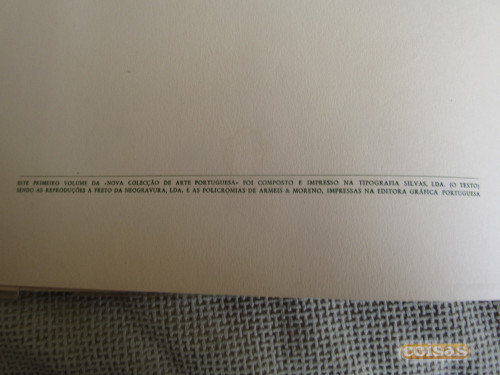 ESTE PRIMEIRO VOLUME DA «NOVA COLECÇÃO DE ARTE PORTUGUESA» FOI COMPOSTO E IMPRESSO NA TIPOGRAFIA SILVAS, LDA. (O TEXTO)
SENDO AS REPRODUÇÕES A PRETO DA NEOGRAVURA, LDA. E AS POLICROMIAS DE ARMEIS & MORENO, IMPRESSAS NA EDITORA GRÁFICA PORTUGUESA
coisas